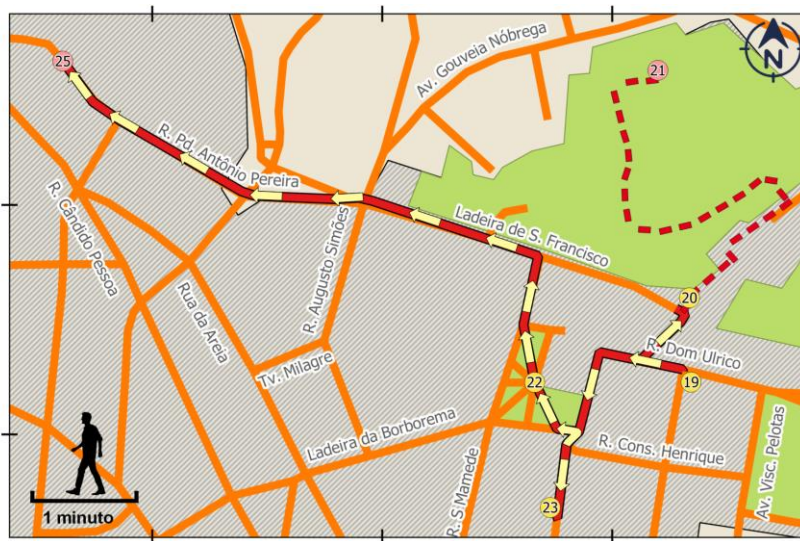 25
21
N
Av. Gouveia Nóbrega
R. Pd. Antônio Pereira
R. Cândido Pessoa
R. Augusto Simões
Ladeira de S. Francisco
Rua da Areia
20
R. Dom Ulrico
19
Tv. Milagre
22
Ladeira da Borborema
R. Cons. Henrique
R. S Mamede
Av. Visc. Pelotas
23
1 minuto